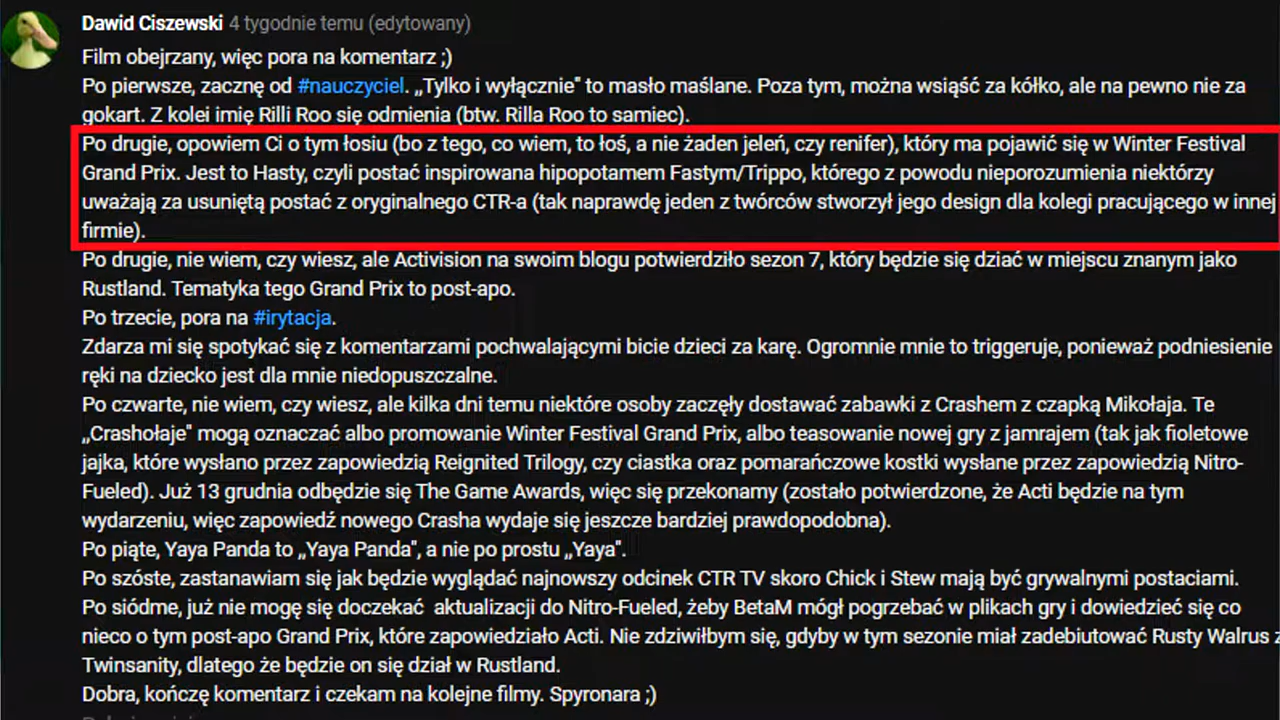 Dawid Ciszewski 4 tygodnie temu (edytowany)
Film obejrzany, więc pora na komentarz ;)
Po pierwsze, zacznę od #nauczyciel. „Tylko i wyłącznie" to masło maślane. Poza tym, można wsiąść za kółko, ale na pewno nie za
gokart. Z kolei imię Rilli Roo się odmienia (btw. Rilla Roo to samiec).
Po drugie, opowiem Ci o tym łosiu (bo z tego, co wiem, to łoś, a nie żaden jeleń, czy renifer), który ma pojawić się w Winter Festival
Grand Prix. Jest to Hasty, czyli postać inspirowana hipopotamem Fastym/Trippo, którego z powodu nieporozumienia niektórzy
uważają za usuniętą postać z oryginalnego CTR-a (tak naprawdę jeden z twórców stworzył jego design dla kolegi pracującego w innej
firmie).
Po drugie, nie wiem, czy wiesz, ale Activision na swoim blogu potwierdziło sezon 7, który będzie się dziać w miejscu znanym jako
Rustland. Tematyka tego Grand Prix to post-apo.
Po trzecie, pora na #irytacja.
Zdarza mi się spotykać się z komentarzami pochwalającymi bicie dzieci za karę. Ogromnie mnie to triggeruje, ponieważ podniesienie
ręki na dziecko jest dla mnie niedopuszczalne.
Po czwarte, nie wiem, czy wiesz, ale kilka dni temu niektóre osoby zaczęły dostawać zabawki z Crashem z czapką Mikołaja. Te
„Crashołaje" mogą oznaczać albo promowanie Winter Festival Grand Prix, albo teasowanie nowej gry z jamrajem (tak jak fioletowe
jajka, które wysłano przez zapowiedzią Reignited Trilogy, czy ciastka oraz pomarańczowe kostki wysłane przez zapowiedzią Nitro-
Fueled). Już 13 grudnia odbędzie się The Game Awards, więc się przekonamy (zostało potwierdzone, że Acti będzie na tym
wydarzeniu, więc zapowiedź nowego Crasha wydaje się jeszcze bardziej prawdopodobna).
Po piąte, Yaya Panda to „Yaya Panda", a nie po prostu „Yaya".
Po szóste, zastanawiam się jak będzie wyglądać najnowszy odcinek CTR TV skoro Chick i Stew mają być grywalnymi postaciami.
Po siódme, już nie mogę się doczekać aktualizacji do Nitro-Fueled, żeby BetaM mógł pogrzebać w plikach gry i dowiedzieć się co
nieco o tym post-apo Grand Prix, które zapowiedziało Acti. Nie zdziwiłbym się, gdyby w tym sezonie miał zadebiutować Rusty Walrus z
Twinsanity, dlatego że będzie on się dział w Rustland.
Dobra, kończę komentarz i czekam na kolejne filmy. Spyronara ;)